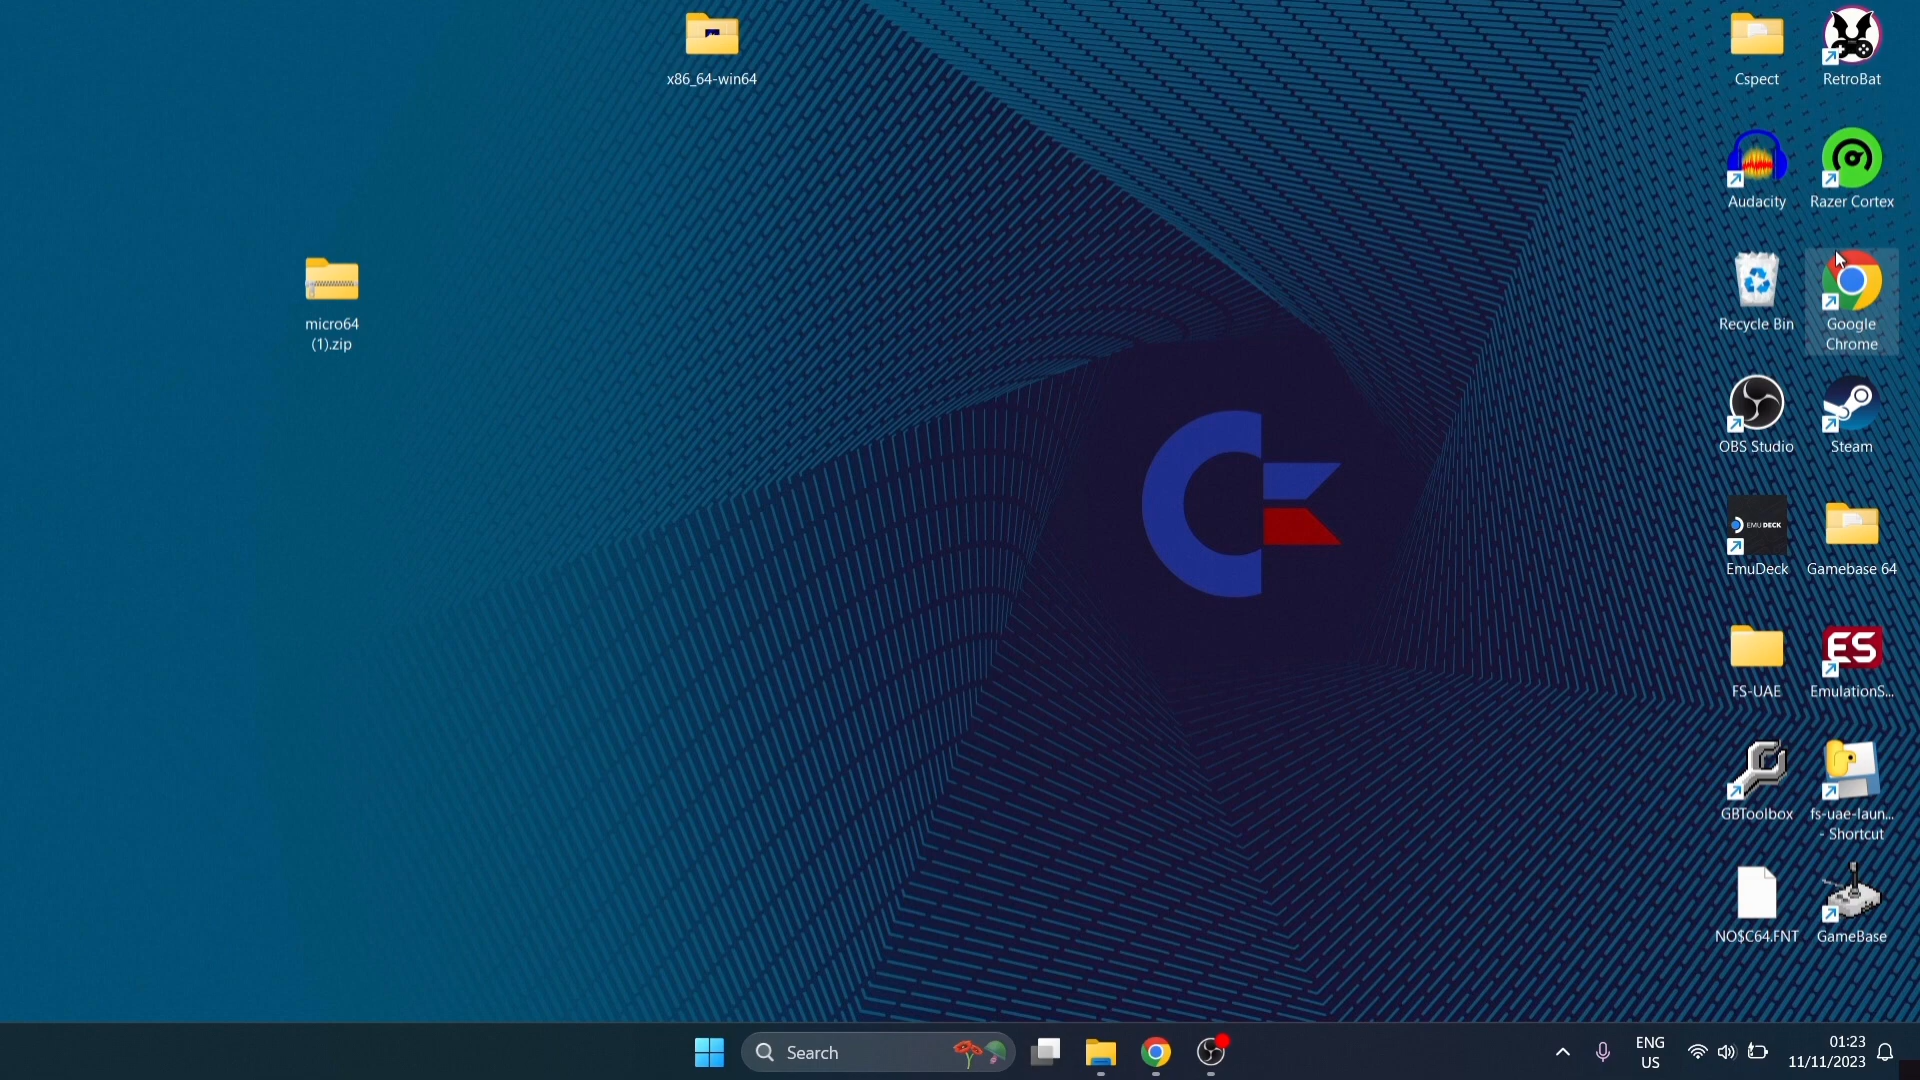 x86_64-win64
Cspect
RetroBat
Audacity
Razer Cortex
micro64
(1).zip
Recycle Bin
Google
Chrome
OBS Studio
Steam
EMU DECK
EmuDeck
Gamebase 64
FS-UAE
ES
EmulationS...
GBToolbox
fs-uae-laun...
- Shortcut
NO$C64.FNT
GameBase
Search
ENG
US
01:23
11/11/2023